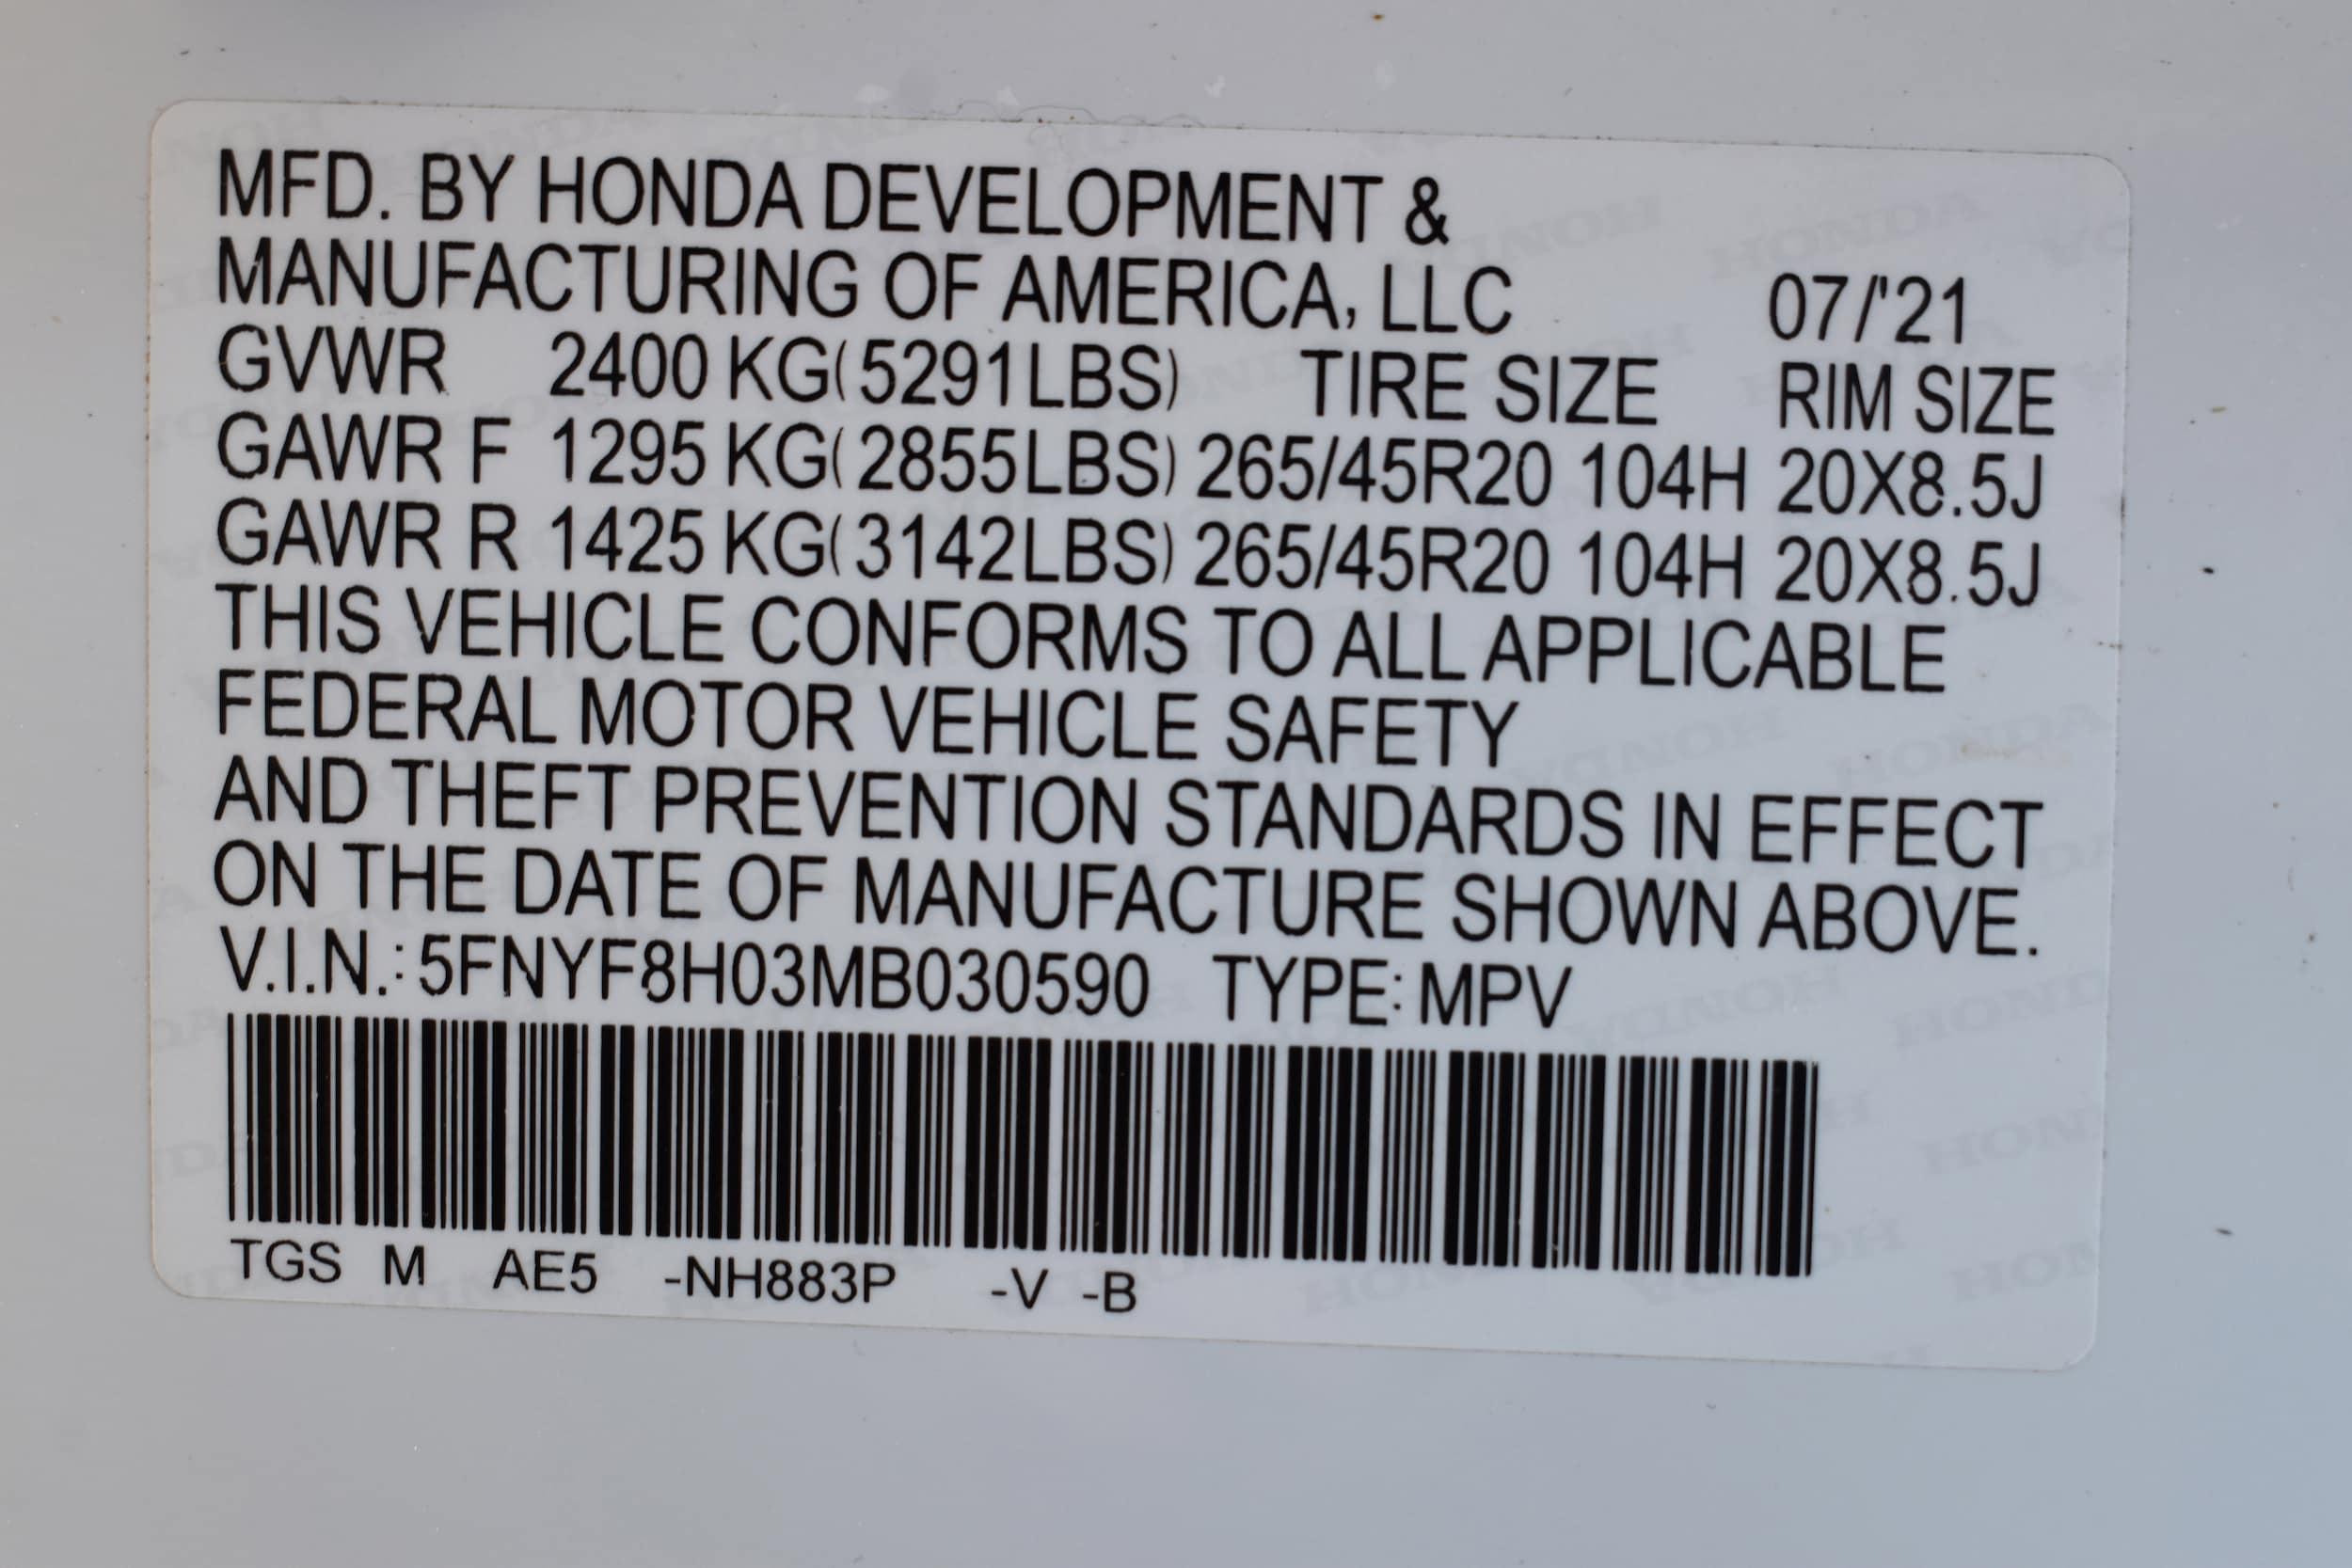 MFD. BY HONDA DEVELOPMENT &
MANUFACTURING OF AMERICA, LLC 07/'21
GVWR 2400 KG(5291LBS) TIRE SIZE RIM SIZE
GAWR F 1295 KG(2855LBS) 265/45R20 104H 20X8.5J
GAWR R 1425 KG(3142LBS) 265/45R20 104H 20X8.5J
THIS VEHICLE CONFORMS TO ALL APPLICABLE
FEDERAL MOTOR VEHICLE SAFETY
AND THEFT PREVENTION STANDARDS IN EFFECT
ON THE DATE OF MANUFACTURE SHOWN ABOVE.
V.I.N.: 5FNYF8H03MB030590 TYPE: MPV
TGS M AE5 -NH883P -V -B